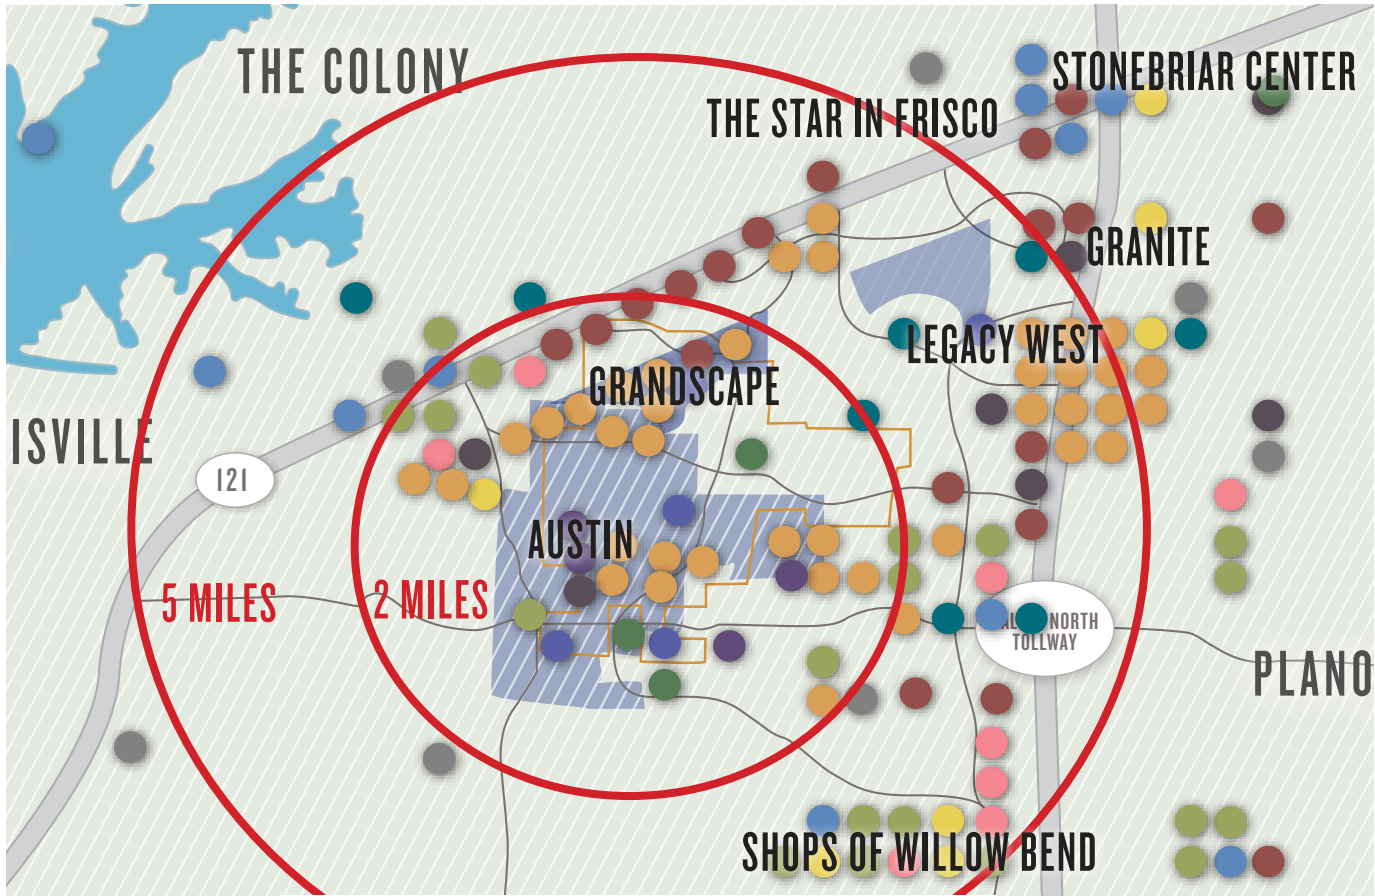 THE COLONY
STONEBRIAR CENTER
THE STAR IN FRISCO
GRANITE
LEGACY WEST
GRANDSCAPE
ISVILLE
121
AUSTIN
5 MILES
2 MILES
NORTH
TOLLWAY
PLANO
SHOPS OF WILLOW BEND